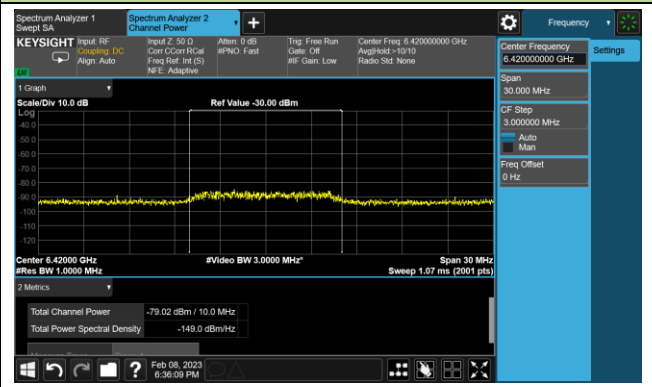 Spectrum Analyzer 1
Swept SA
Spectrum Analyzer 2
Channel Power
Frequency
KEYSIGHT
Input: RF
Coupling: DC
Align: Auto
Input Z: 50 Ω
Corr CCorr RCal
Freq Ref: Int (S)
NFE: Adaptive
Atten: 0 dB
#PNO: Fast
Trig: Free Run
Gate: Off
#IF Gain: Low
Center Freq: 6.420000000 GHz
Avg|Hold:>10/10
Radio Std: None
Center Frequency
6.420000000 GHz
Settings
Span
30.000 MHz
CF Step
3.000000 MHz
Auto
Man
Freq Offset
0 Hz
1 Graph
Scale/Div 10.0 dB
Ref Value -30.00 dBm
Log
-40.0
-50.0
-60.0
-70.0
-80.0
-90.0
-100
-110
-120
Center 6.42000 GHz
#Video BW 3.0000 MHz*
Span 30 MHz
#Res BW 1.0000 MHz
Sweep 1.07 ms (2001 pts)
2 Metrics
Total Channel Power
-79.02 dBm / 10.0 MHz
Total Power Spectral Density
-149.0 dBm/Hz
?
Feb 08, 2023
6:36:09 PM